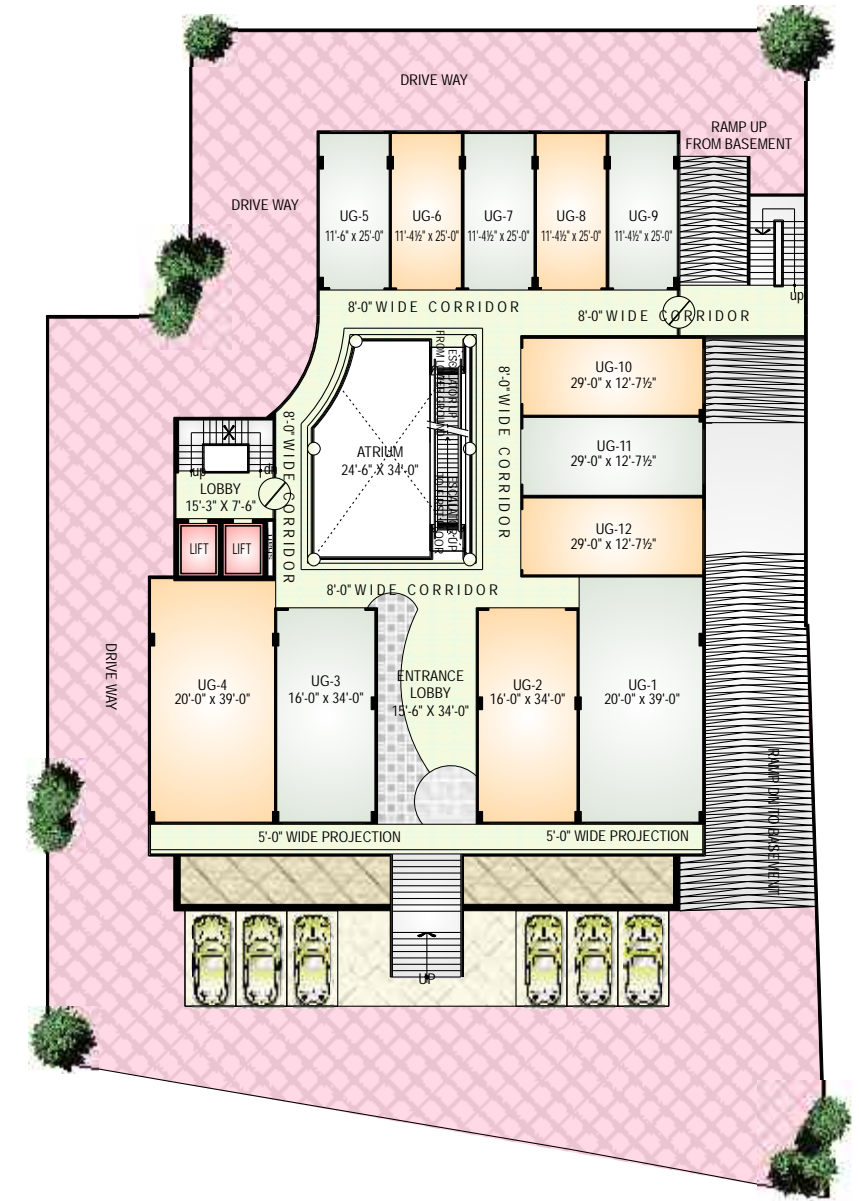 DRIVE WAY
RAMP UP
FROM BASEMENT
DRIVE WAY
UG-5
11'-6" x 25'-0"
UG-6
11'-4½" x 25'-0"
UG-7
11'-4½" x 25'-0"
UG-8
11'-4½" x 25'-0"
UG-9
11'-4½" x 25'-0"
up
8'-0" WIDE CORRIDOR
8'-0" WIDE CORRIDOR
UG-10
29'-0" x 12'-7½"
UG-11
29'-0" x 12'-7½"
UG-12
29'-0" x 12'-7½"
8'-0" WIDE CORRIDOR
8'-0" WIDE CORRIDOR
ATRIUM
24'-6" X 34'-0"
ESCALATOR UP
ESCALATOR UP
up
dn
LOBBY
15'-3" X 7'-6"
LIFT
LIFT
8'-0" WIDE CORRIDOR
DRIVE WAY
UG-4
20'-0" x 39'-0"
UG-3
16'-0" x 34'-0"
ENTRANCE
LOBBY
15'-6" X 34'-0"
UG-2
16'-0" x 34'-0"
UG-1
20'-0" x 39'-0"
RAMP DN TO BASEMENT
5'-0" WIDE PROJECTION
5'-0" WIDE PROJECTION
UP